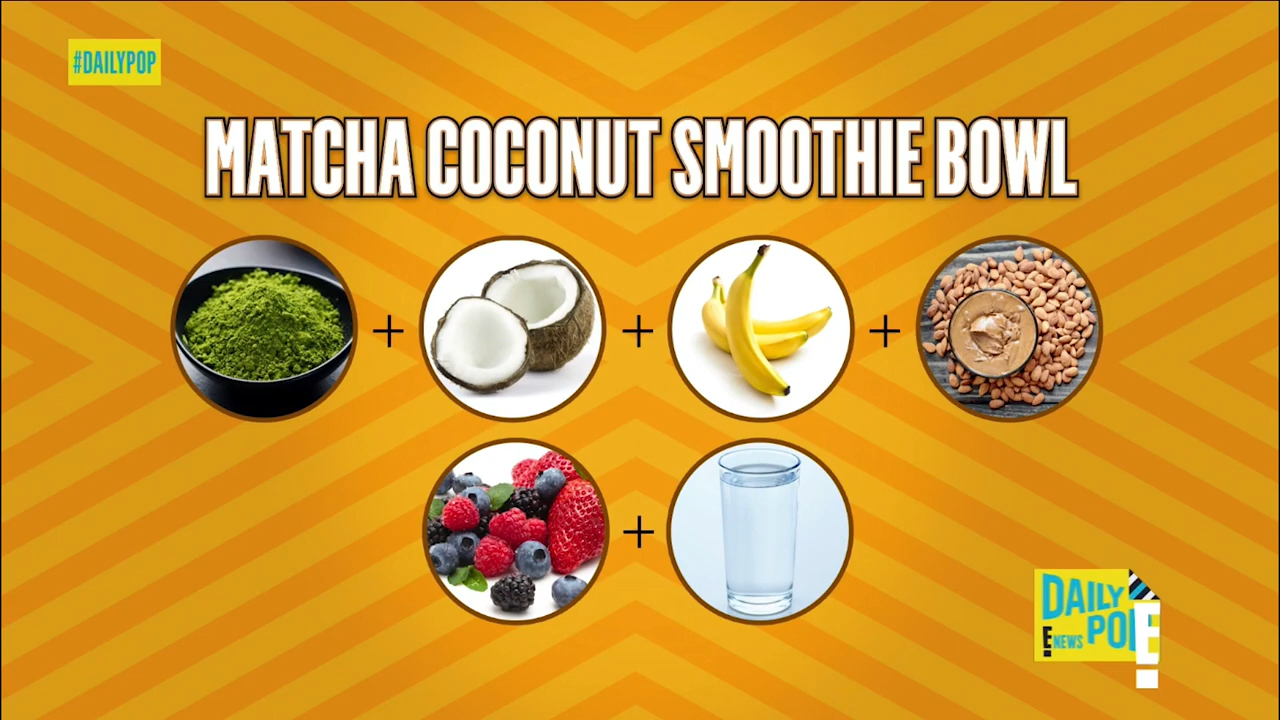 #DAILYPOP
MATCHA COCONUT SMOOTHIE BOWL
+ + +
+
DAILY
E! NEWS POP
E!